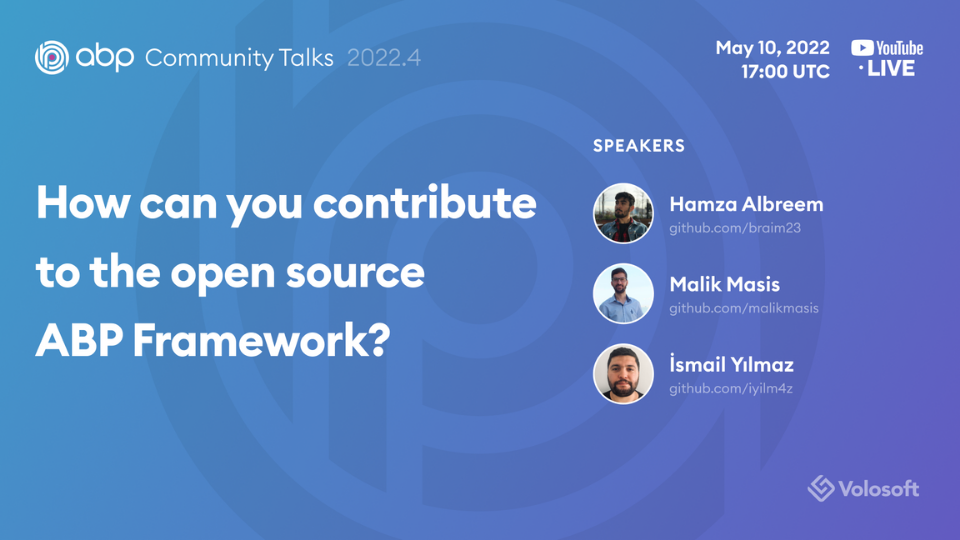 abp Community Talks 2022.4
May 10, 2022
17:00 UTC
YouTube
LIVE
How can you contribute
to the open source
ABP Framework?
SPEAKERS
Hamza Albreem
github.com/braim23
Malik Masis
github.com/malikmasis
İsmail Yılmaz
github.com/iyilm4z
Volosoft